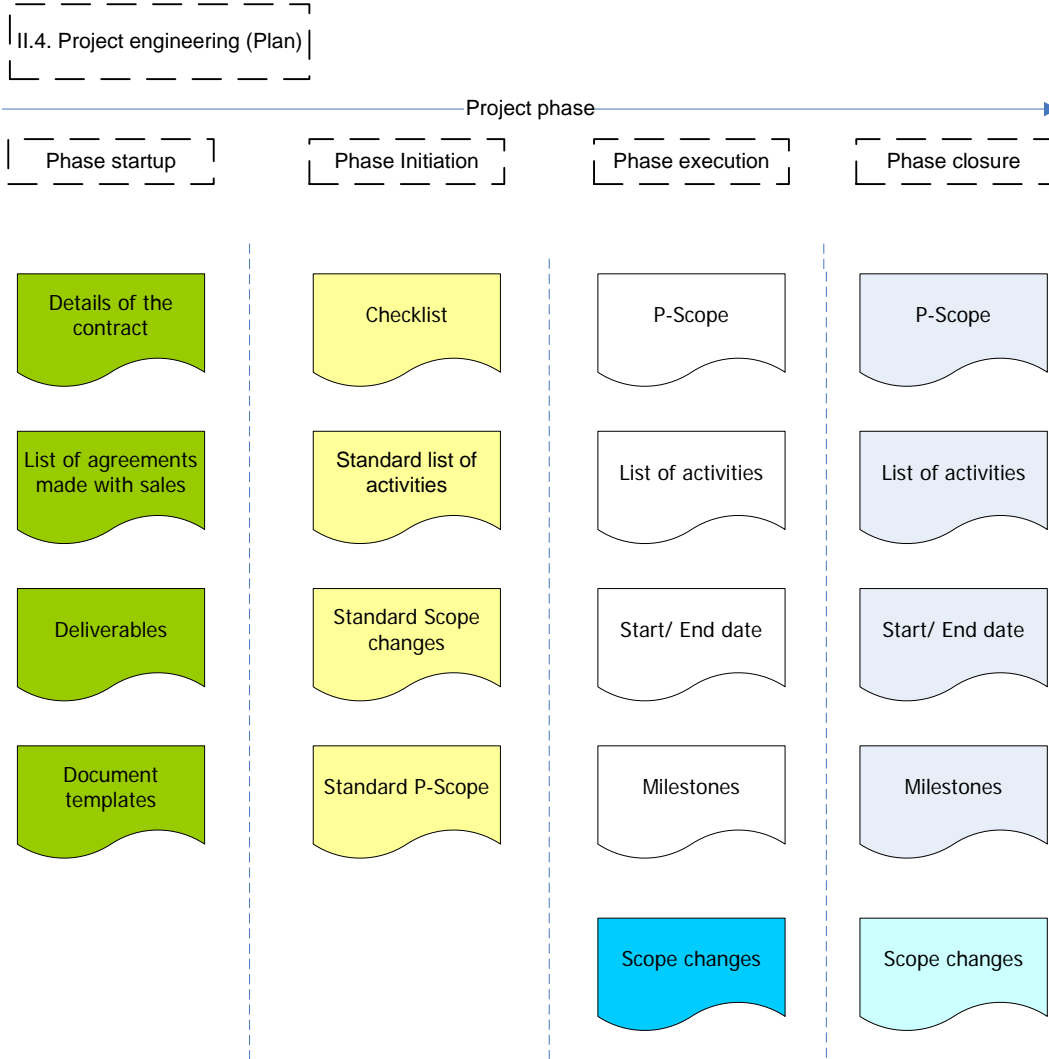 II.4. Project engineering (Plan)
Project phase
Phase startup
Phase Initiation
Phase execution
Phase closure
Details of the
contract
Checklist
P-Scope
P-Scope
List of agreements
made with sales
Standard list of
activities
List of activities
List of activities
Deliverables
Standard Scope
changes
Start/ End date
Start/ End date
Document
templates
Standard P-Scope
Milestones
Milestones
Scope changes
Scope changes